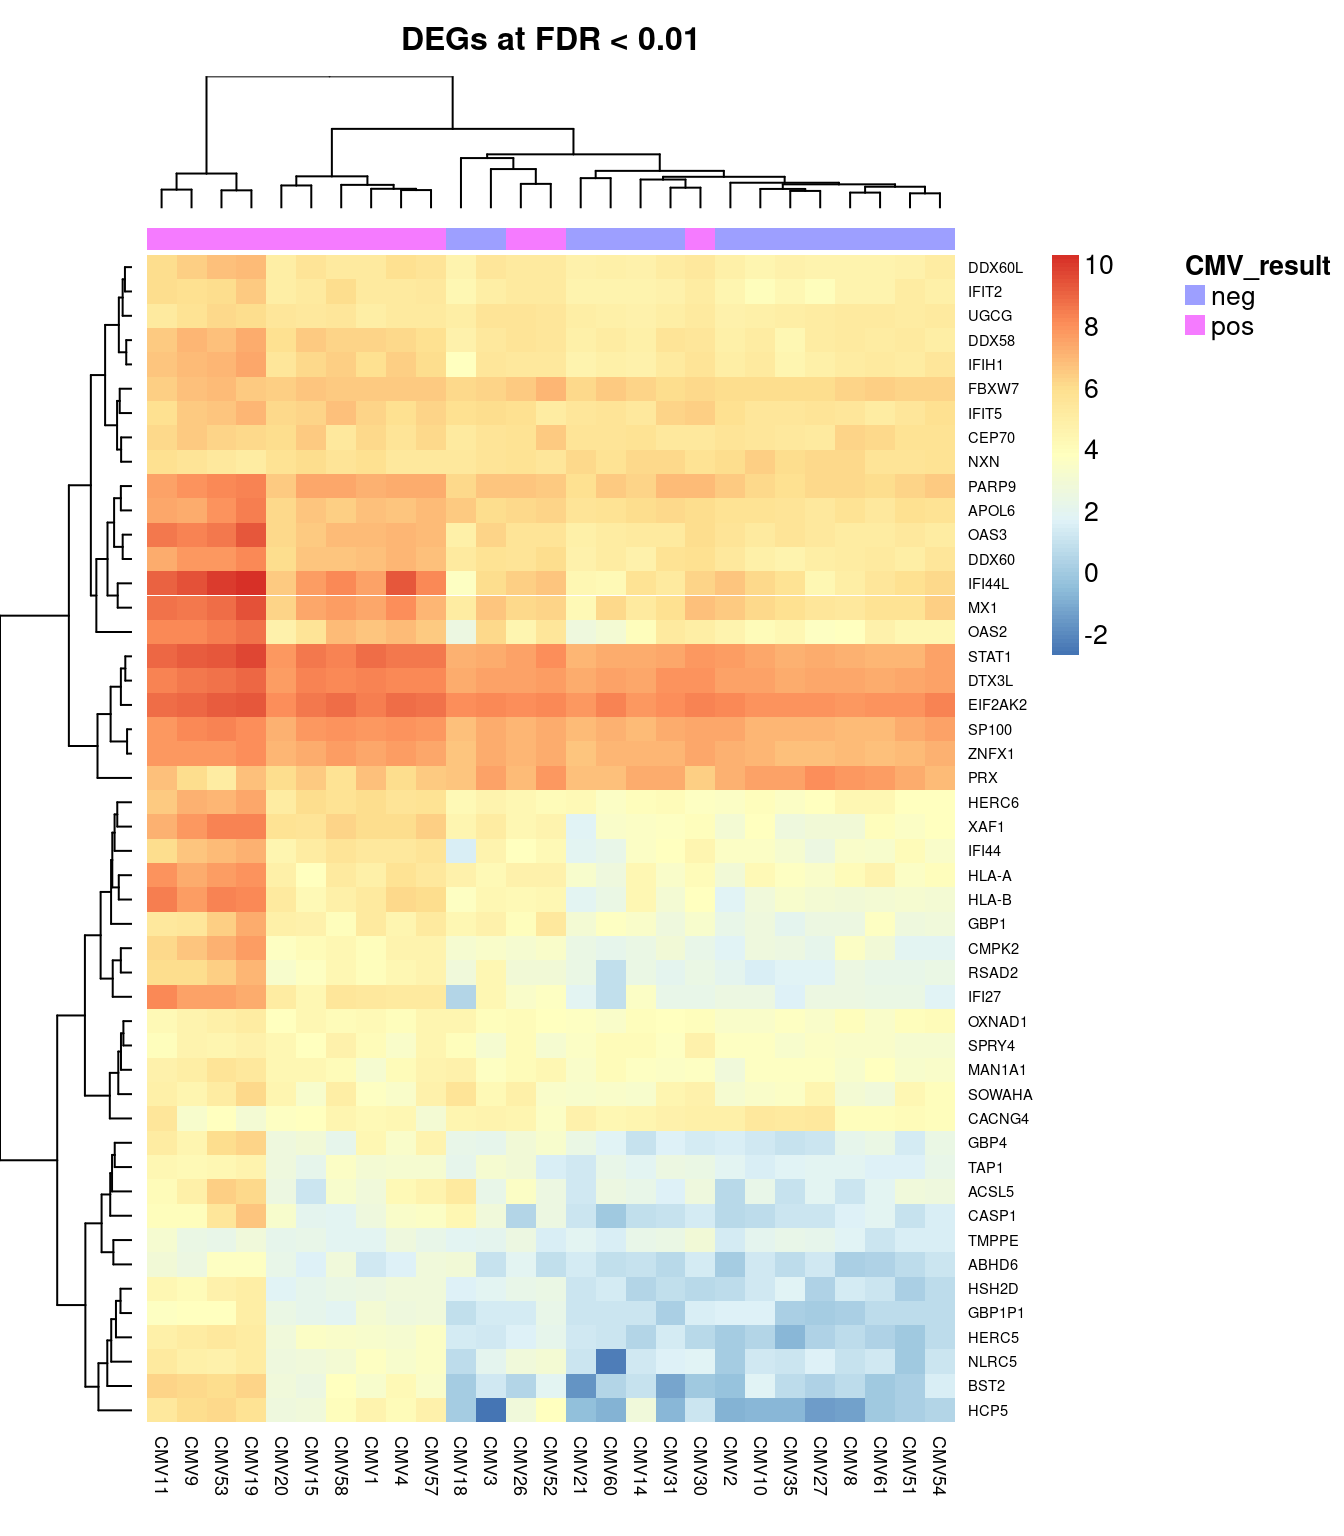 DEGs at FDR < 0.01
CMV_result
neg
pos
10
8
6
4
2
0
-2
DDX60L
IFIT2
UGCG
DDX58
IFIH1
FBXW7
IFIT5
CEP70
NXN
PARP9
APOL6
OAS3
DDX60
IFI44L
MX1
OAS2
STAT1
DTX3L
EIF2AK2
SP100
ZNFX1
PRX
HERC6
XAF1
IFI44
HLA-A
HLA-B
GBP1
CMPK2
RSAD2
IFI27
OXNAD1
SPRY4
MAN1A1
SOWAHA
CACNG4
GBP4
TAP1
ACSL5
CASP1
TMPPE
ABHD6
HSH2D
GBP1P1
HERC5
NLRC5
BST2
HCP5
CMV11
CMV9
CMV53
CMV19
CMV20
CMV15
CMV58
CMV1
CMV4
CMV57
CMV18
CMV3
CMV26
CMV52
CMV21
CMV60
CMV14
CMV31
CMV30
CMV2
CMV10
CMV35
CMV27
CMV8
CMV61
CMV51
CMV54